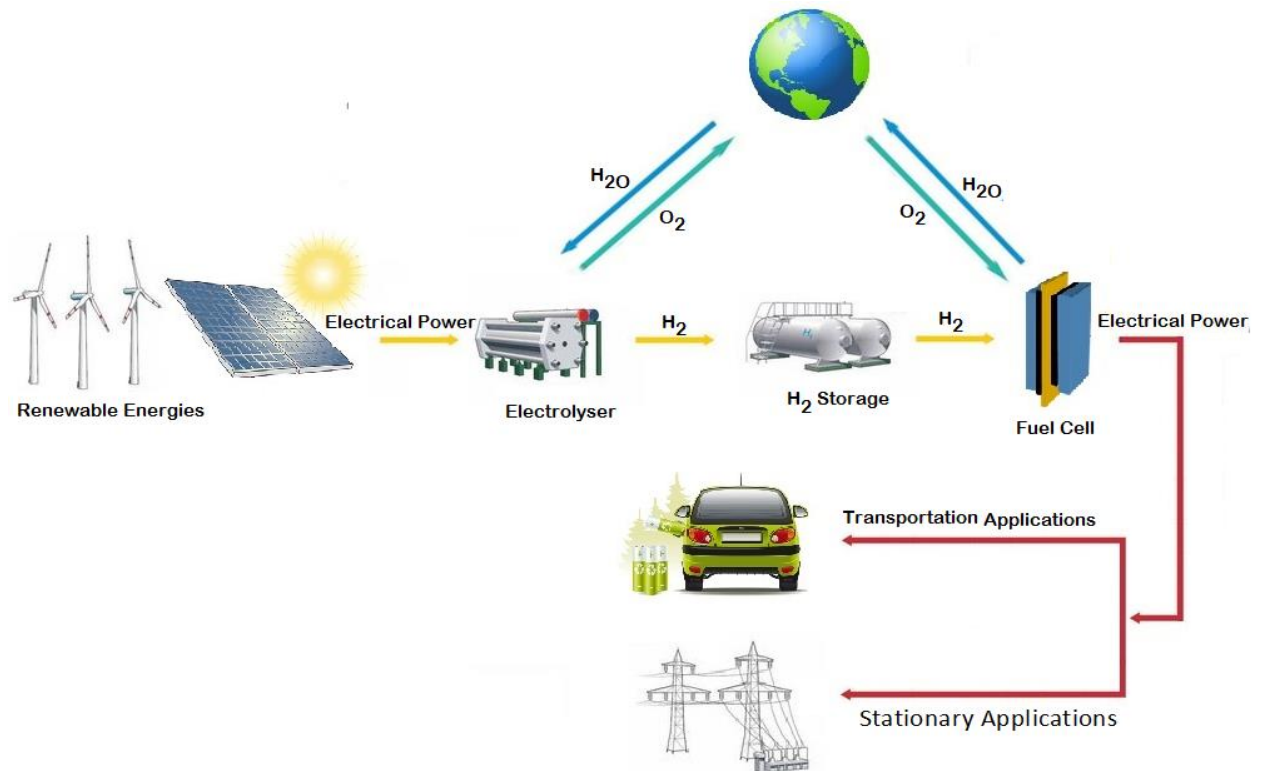 H2O
O2
H2O
O2
Electrical Power
H2
H2
Electrical Power
Renewable Energies
Electrolyser
H2 Storage
H2
Fuel Cell
Transportation Applications
Stationary Applications